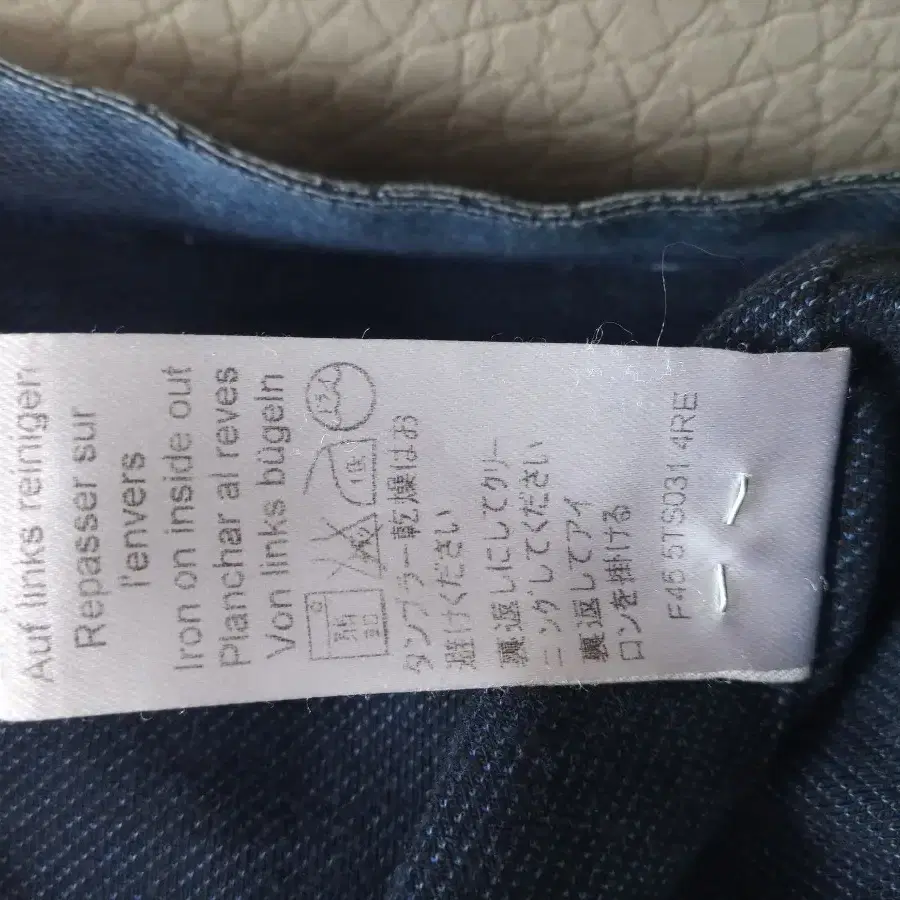 Auf links reinigen
Repasser sur
l'envers
Iron on inside out
Planchar al reves
Von links bügeln
タンブラー乾燥はお
避けください
裏返しにしてクリー
ニングしてください
裏返してアイ
ロンを掛ける
F45 57S031 4RE